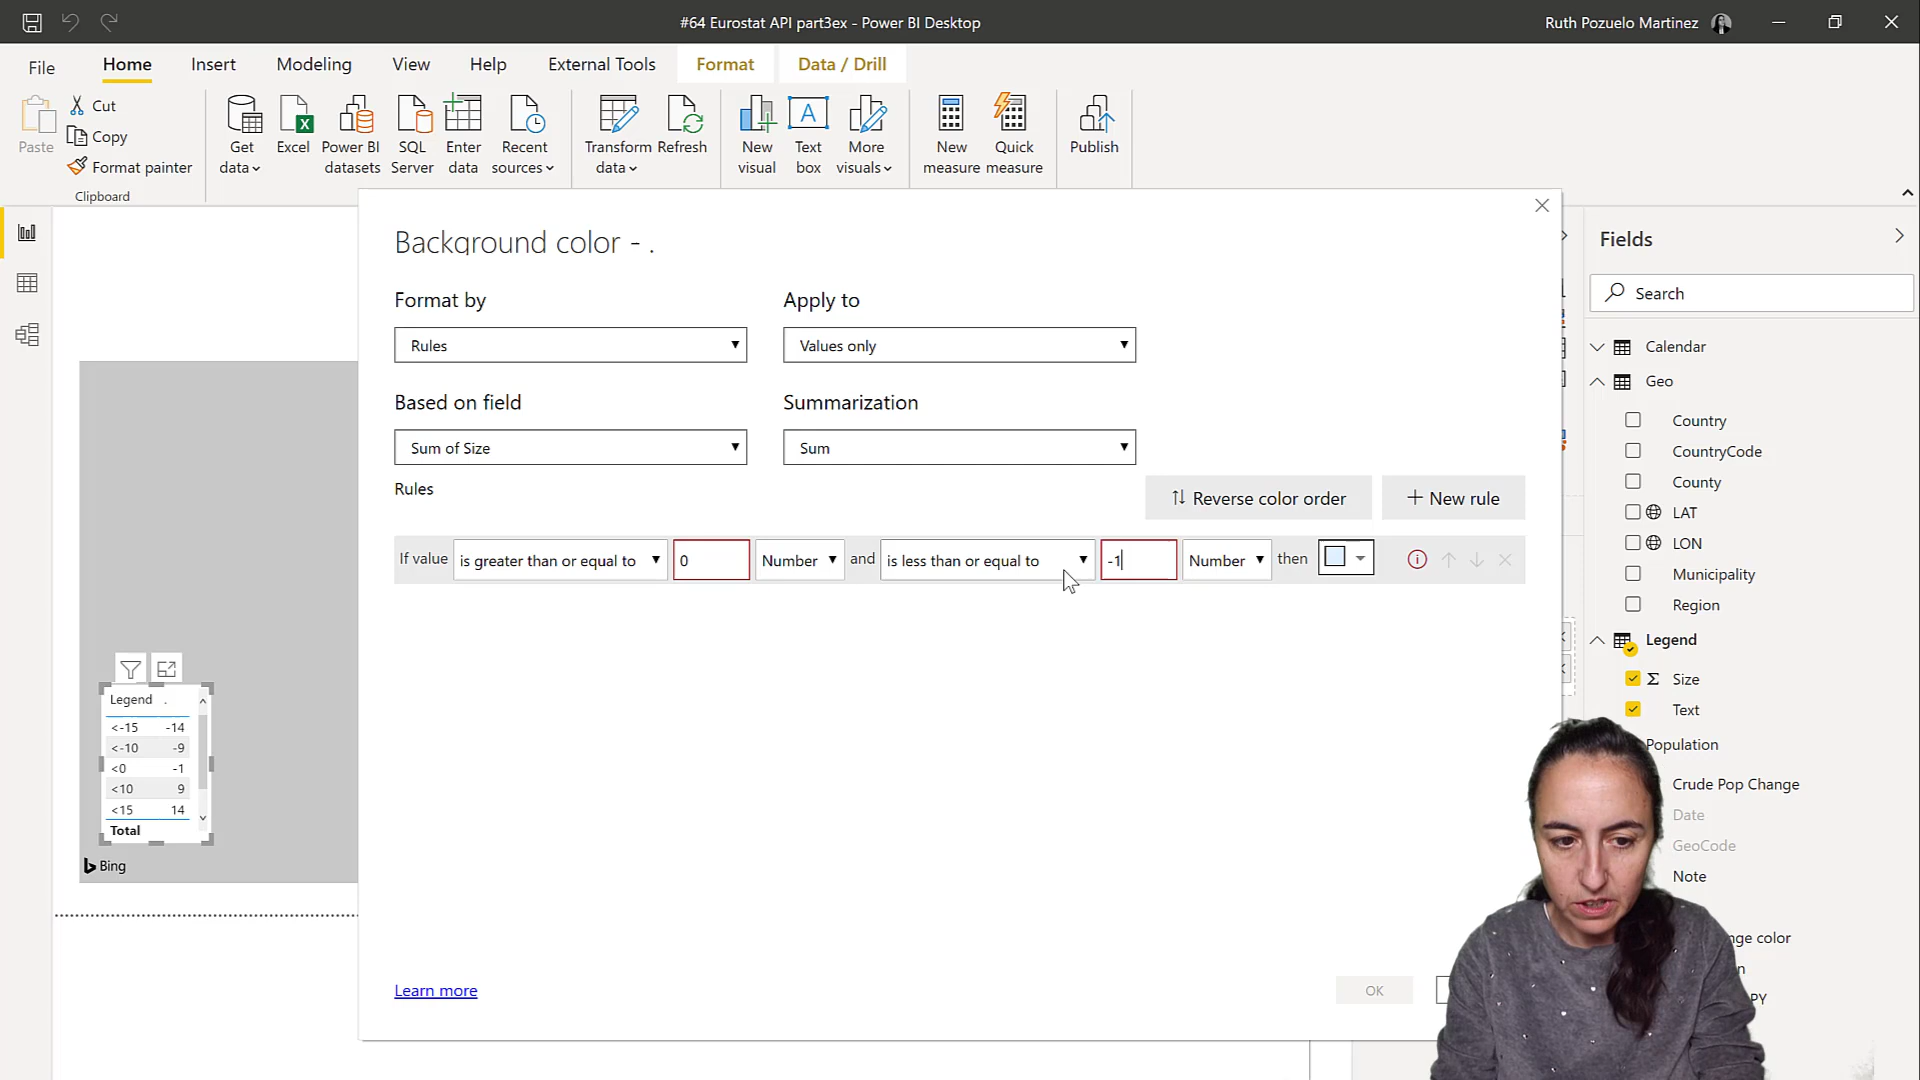 #64 Eurostat API part3ex - Power BI Desktop
Ruth Pozuelo Martinez
File Home Insert Modeling View Help External Tools Format Data / Drill
Paste
Cut
Copy
Format painter
Clipboard
Get data
Excel
Power BI datasets
SQL Server
Enter data
Recent sources
Transform data
Refresh
New visual
Text box
More visuals
New measure
Quick measure
Publish
Background color - .
Format by
Apply to
Rules
Values only
Based on field
Summarization
Sum of Size
Sum
Rules
Reverse color order
New rule
If value is greater than or equal to 0 Number and is less than or equal to -1 Number then
Learn more
OK
Legend .
<-15 -14
<-10 -9
<0 -1
<10 9
<15 14
Total
Bing
Fields
Search
Calendar
Geo
Country
CountryCode
County
LAT
LON
Municipality
Region
Legend
Size
Text
Population
Crude Pop Change
Date
GeoCode
Note
color